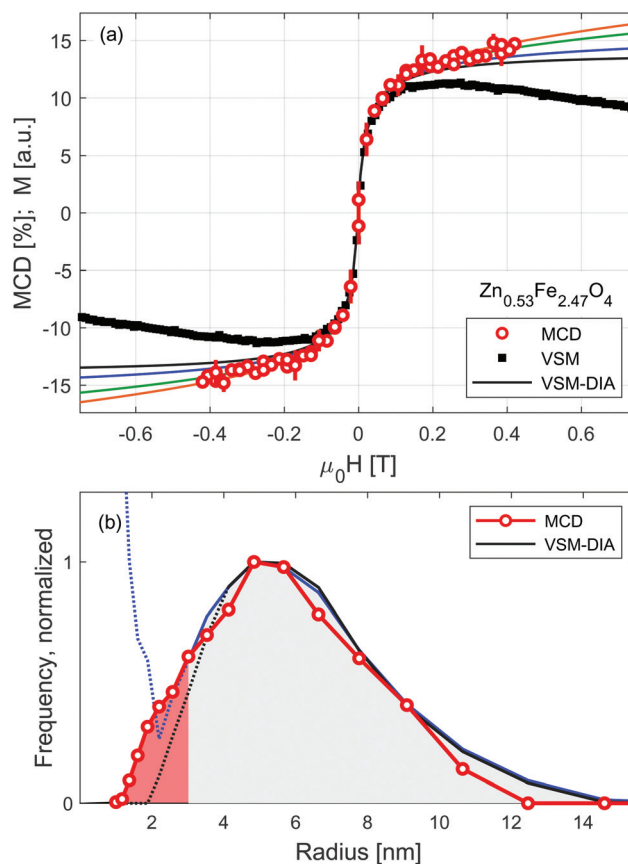 (a)
15
10
5
0
-5
-10
-15
MCD [%]; M [a.u.]
Zn0.53Fe2.47O4
MCD
VSM
VSM-DIA
-0.6 -0.4 -0.2 0 0.2 0.4 0.6
μ0H [T]
(b)
MCD
VSM-DIA
1
0
Frequency, normalized
2 4 6 8 10 12 14
Radius [nm]